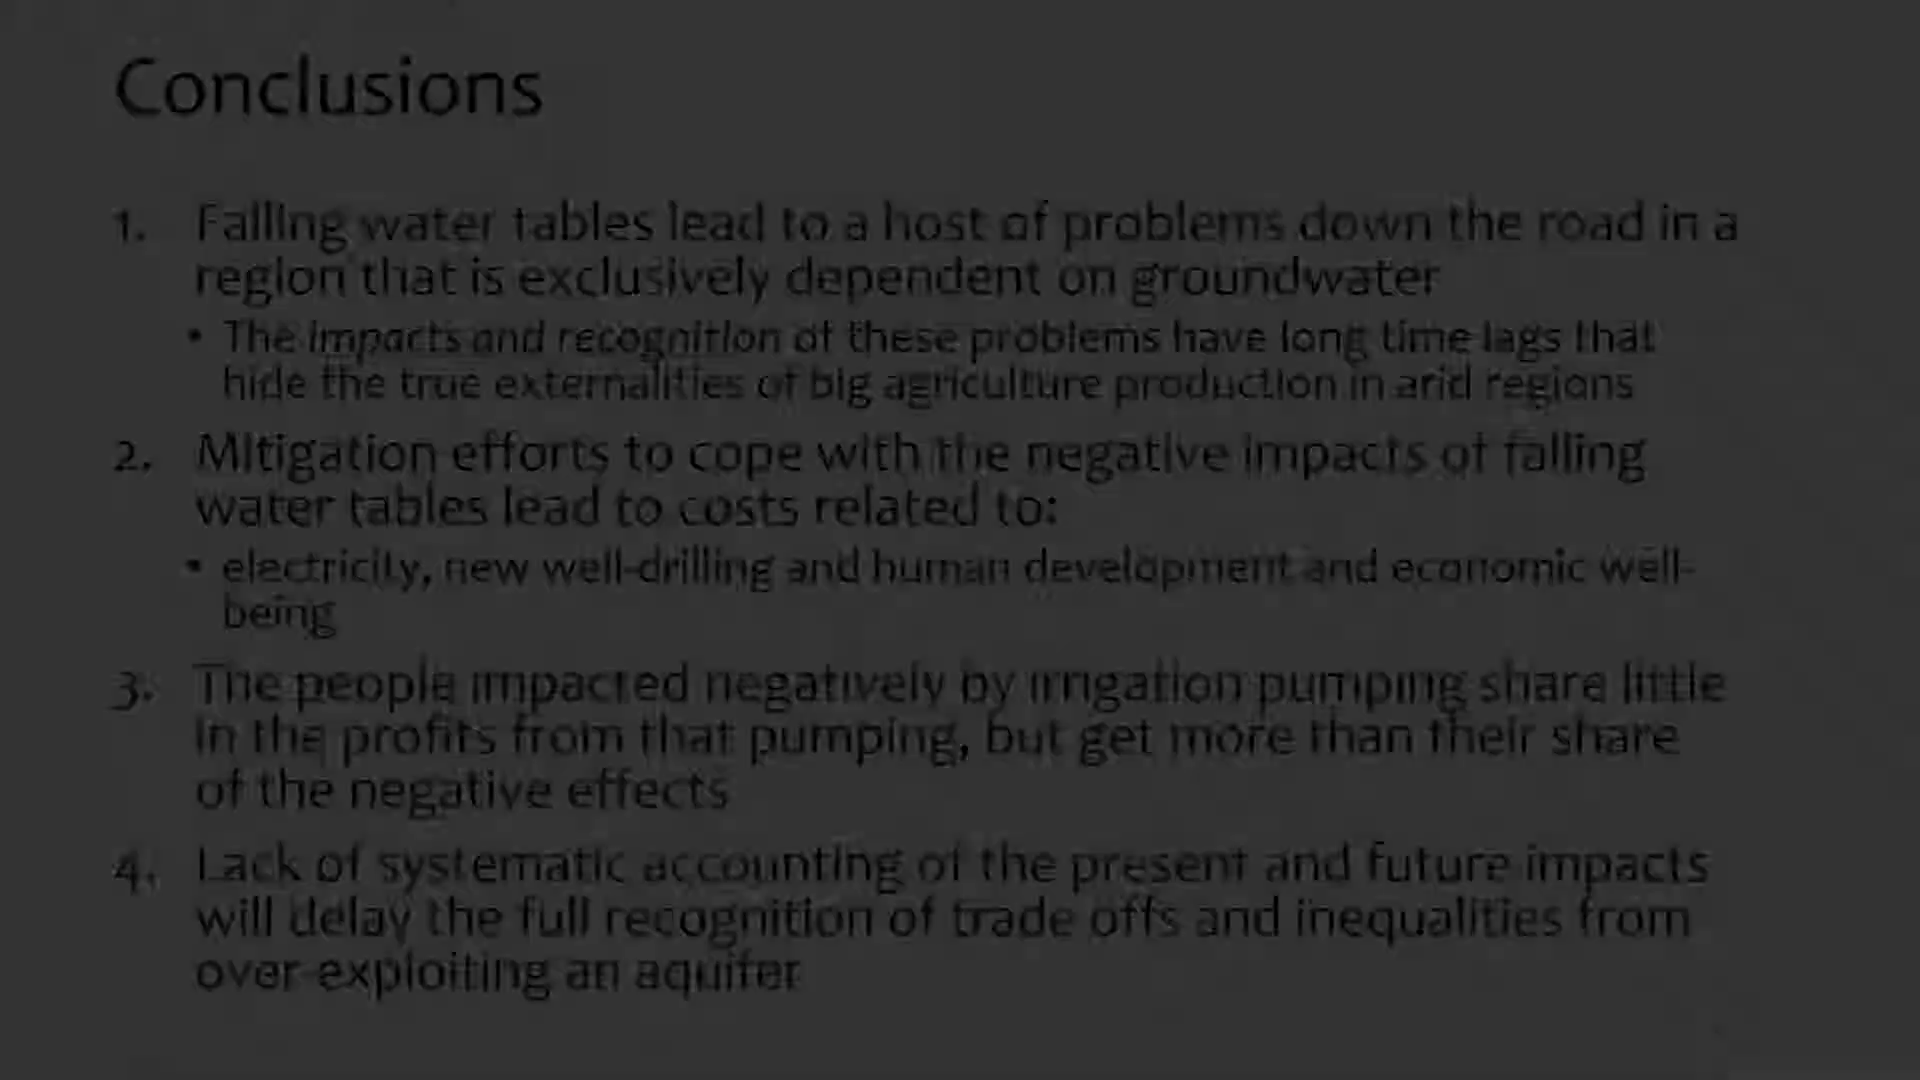 Conclusions
1. Falling water tables lead to a host of problems down the road in a
region that is exclusively dependent on groundwater
• The impacts and recognition of these problems have long time lags that
hide the true externalities of big agriculture production in arid regions
2. Mitigation efforts to cope with the negative impacts of falling
water tables lead to costs related to:
• electricity, new well-drilling and human development and economic well-
being
3. The people impacted negatively by irrigation pumping share little
in the profits from that pumping, but get more than their share
of the negative effects
4. Lack of systematic accounting of the present and future impacts
will delay the full recognition of trade offs and inequalities from
over-exploiting an aquifer